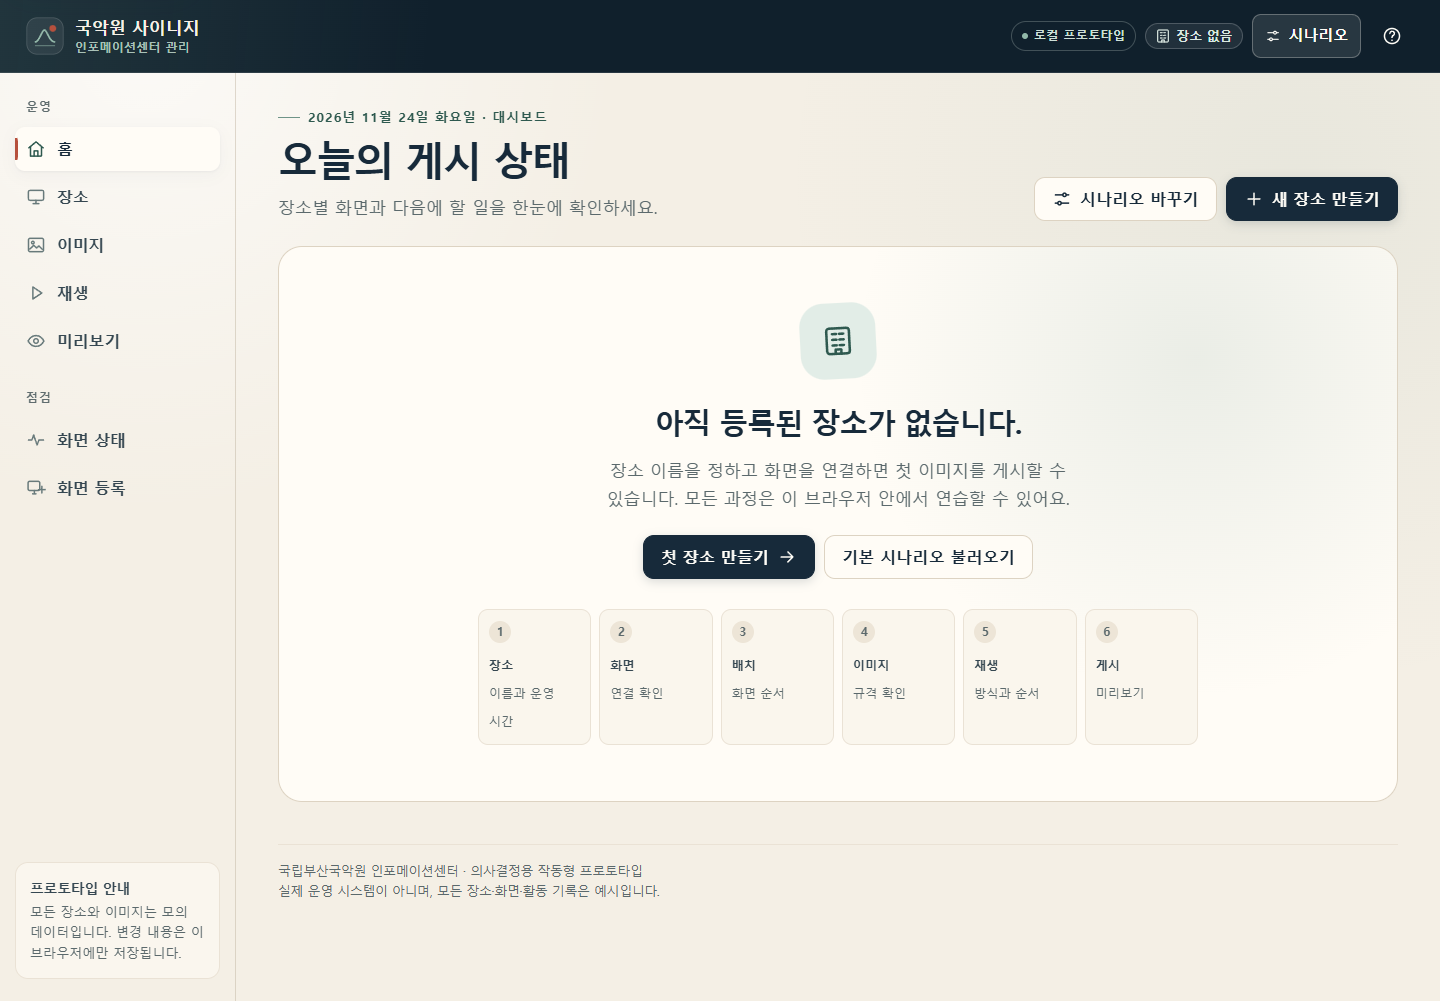 국악원 사이니지
인포메이션센터 관리
로컬 프로토타입
장소 없음
시나리오
운영
홈
장소
이미지
재생
미리보기
점검
화면 상태
화면 등록
프로토타입 안내
모든 장소와 이미지는 모의
데이터입니다. 변경 내용은 이
브라우저에만 저장됩니다.
2026년 11월 24일 화요일 · 대시보드
오늘의 게시 상태
장소별 화면과 다음에 할 일을 한눈에 확인하세요.
시나리오 바꾸기
새 장소 만들기
아직 등록된 장소가 없습니다.
장소 이름을 정하고 화면을 연결하면 첫 이미지를 게시할 수
있습니다. 모든 과정은 이 브라우저 안에서 연습할 수 있어요.
첫 장소 만들기
기본 시나리오 불러오기
1
장소
이름과 운영
시간
2
화면
연결 확인
3
배치
화면 순서
4
이미지
규격 확인
5
재생
방식과 순서
6
게시
미리보기
국립부산국악원 인포메이션센터 · 의사결정용 작동형 프로토타입
실제 운영 시스템이 아니며, 모든 장소·화면·활동 기록은 예시입니다.